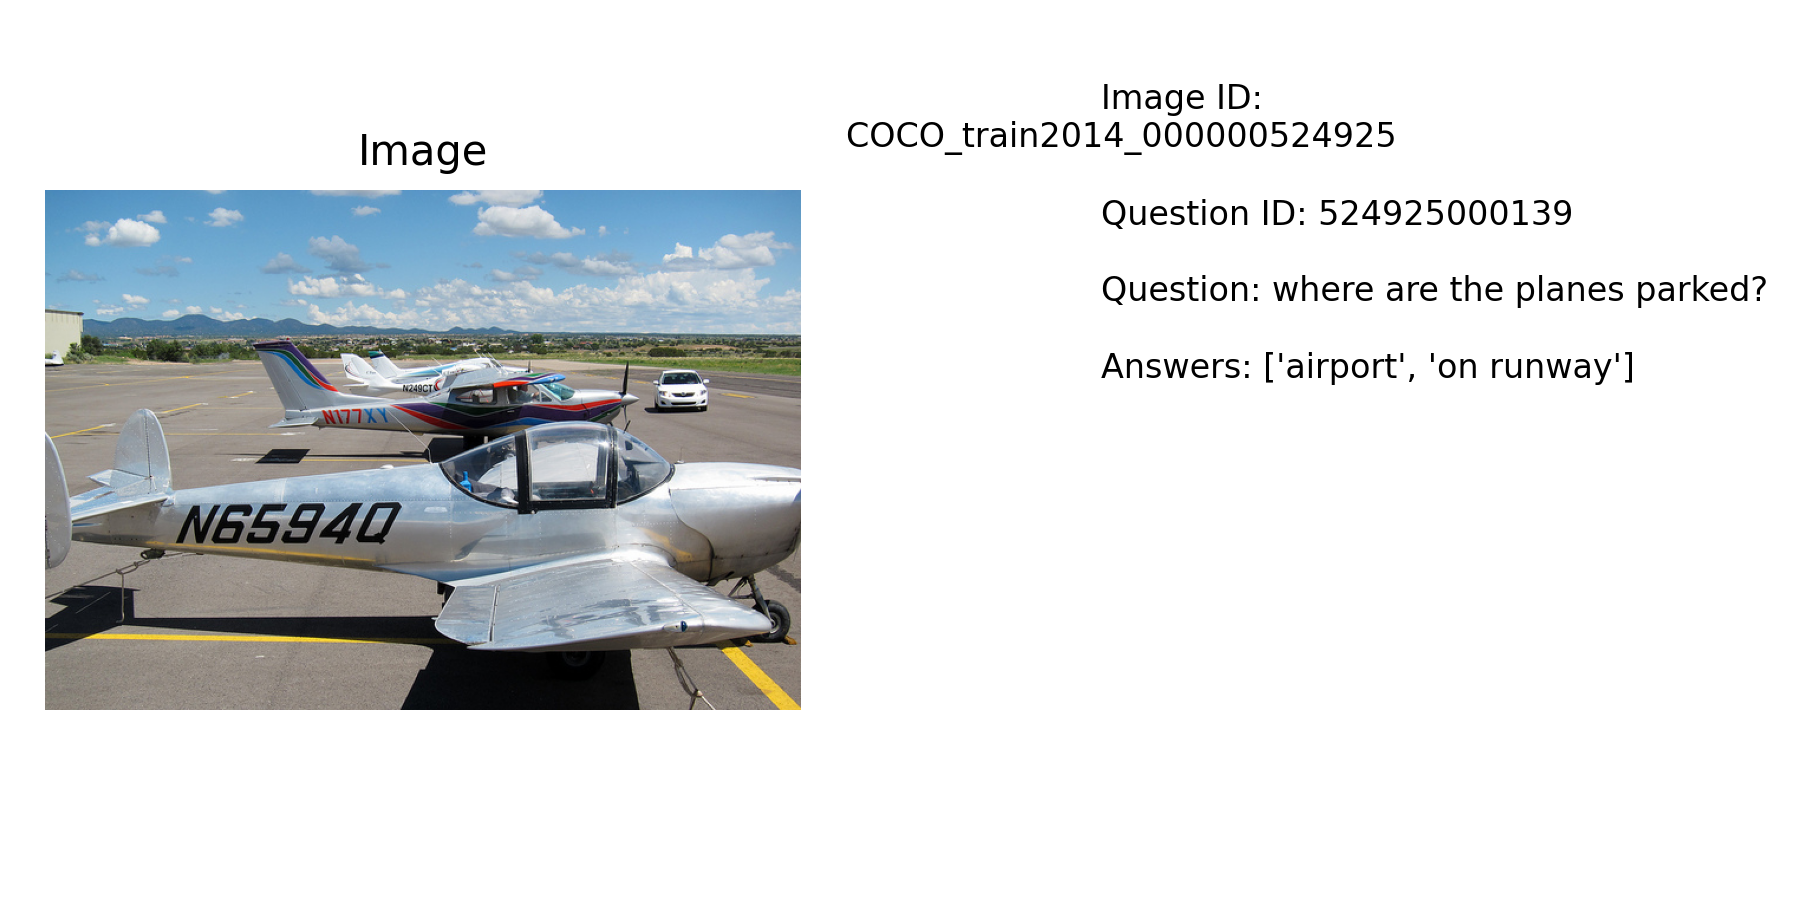 Image
Image ID:
COCO_train2014_000000524925
Question ID: 524925000139
Question: where are the planes parked?
Answers: ['airport', 'on runway']
N249CT
N177XY
N6594Q